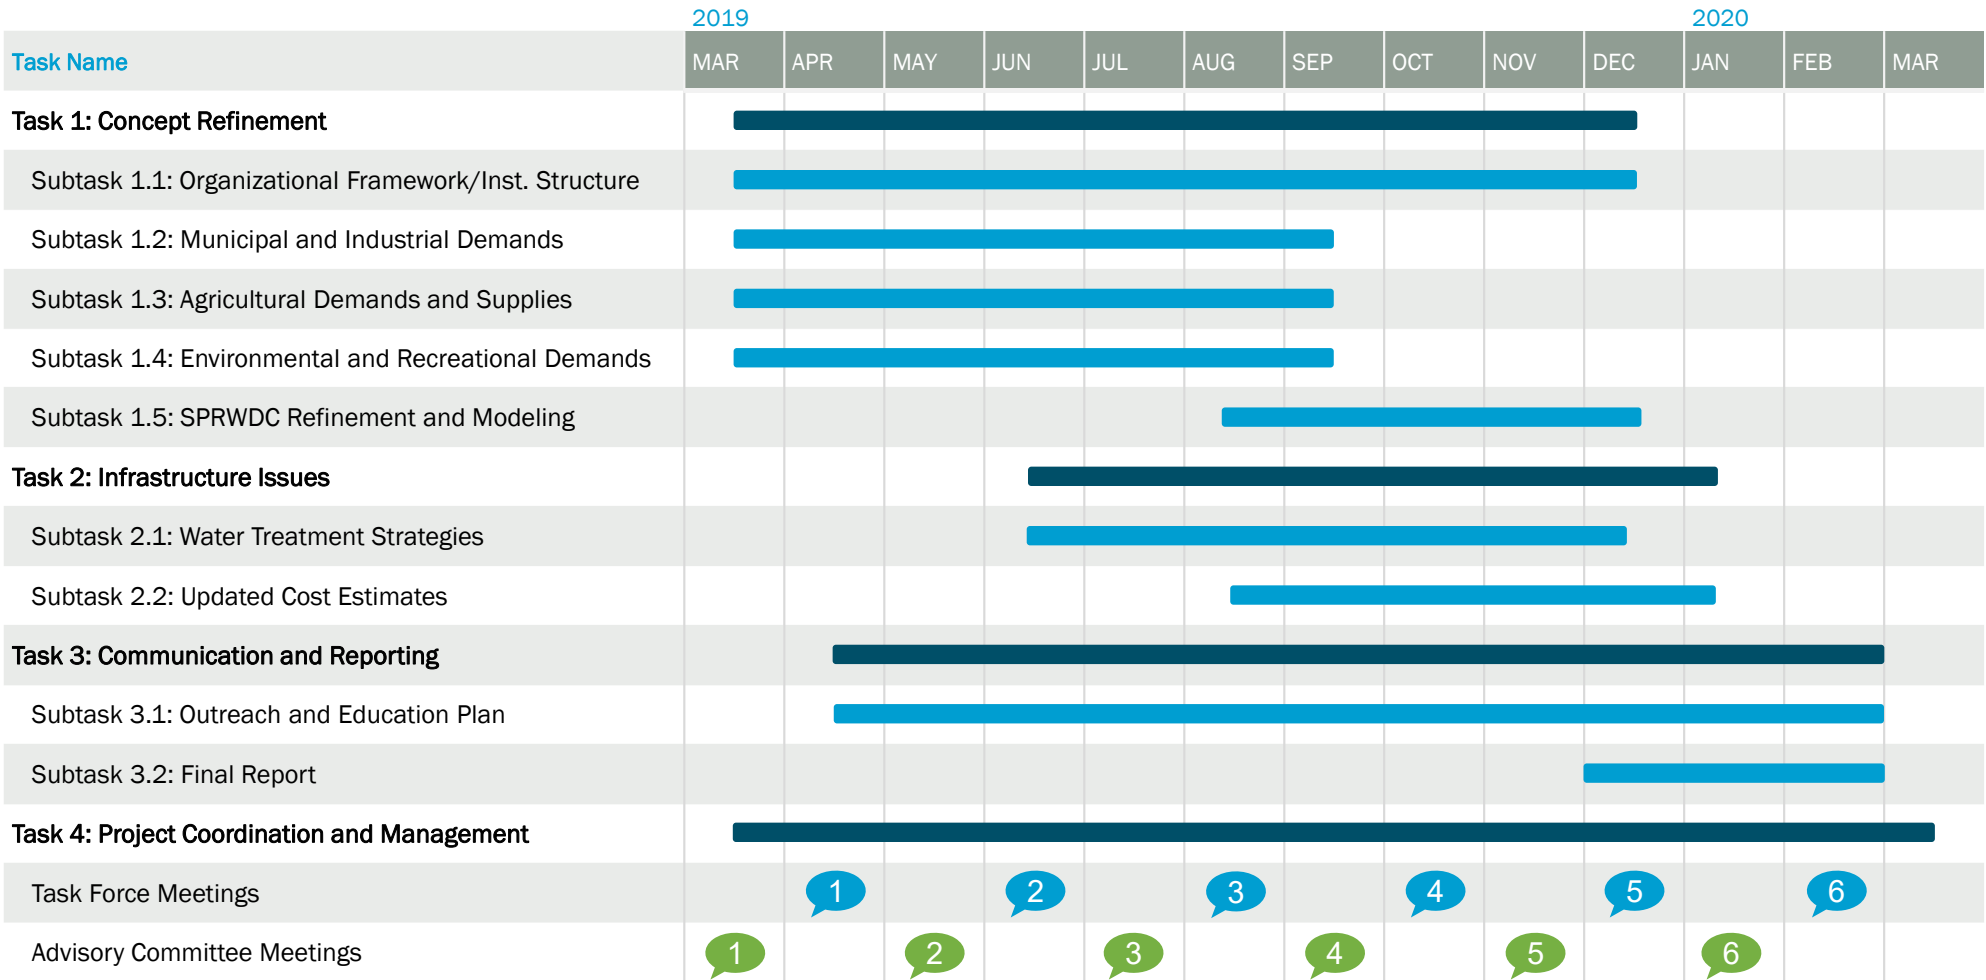 2019 2020
Task Name MAR APR MAY JUN JUL AUG SEP OCT NOV DEC JAN FEB MAR
Task 1: Concept Refinement
Subtask 1.1: Organizational Framework/Inst. Structure
Subtask 1.2: Municipal and Industrial Demands
Subtask 1.3: Agricultural Demands and Supplies
Subtask 1.4: Environmental and Recreational Demands
Subtask 1.5: SPRWDC Refinement and Modeling
Task 2: Infrastructure Issues
Subtask 2.1: Water Treatment Strategies
Subtask 2.2: Updated Cost Estimates
Task 3: Communication and Reporting
Subtask 3.1: Outreach and Education Plan
Subtask 3.2: Final Report
Task 4: Project Coordination and Management
Task Force Meetings 1 2 3 4 5 6
Advisory Committee Meetings 1 2 3 4 5 6